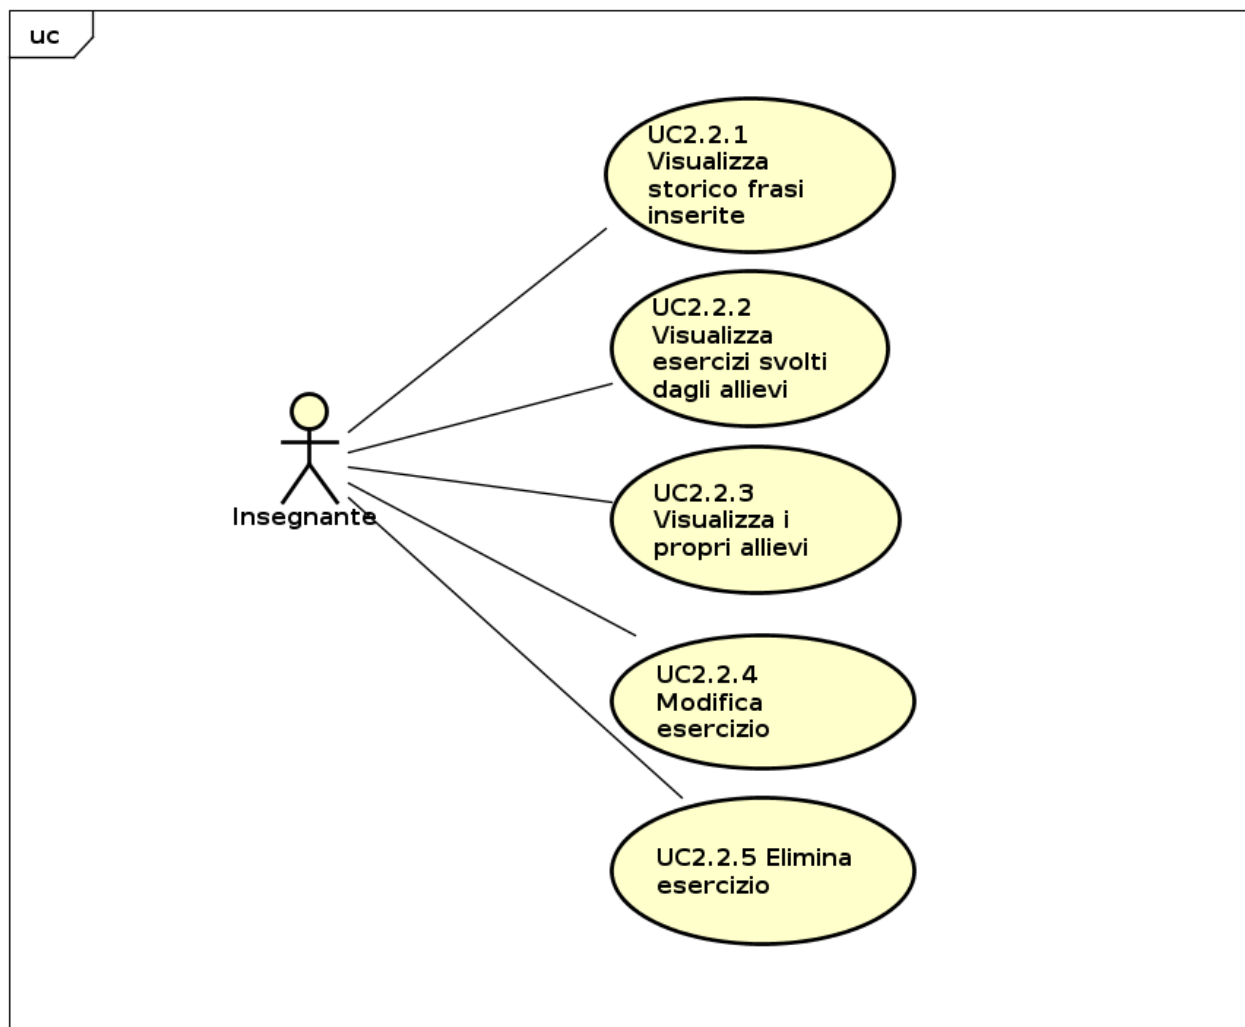 uc
UC2.2.1
Visualizza
storico frasi
inserite
UC2.2.2
Visualizza
esercizi svolti
dagli allievi
Insegnante
UC2.2.3
Visualizza i
propri allievi
UC2.2.4
Modifica
esercizio
UC2.2.5 Elimina
esercizio